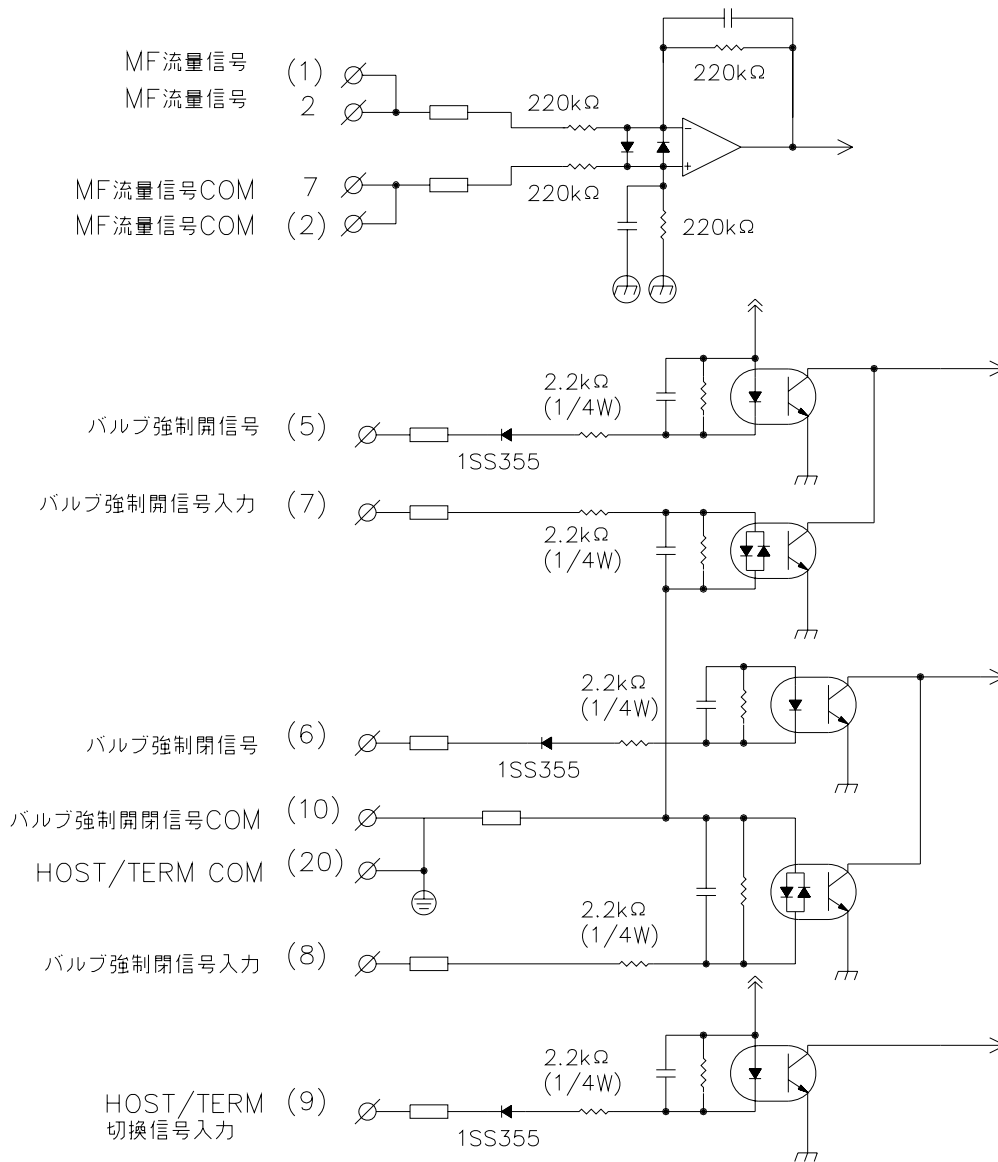 MF流量信号 (1)
MF流量信号 2
220kΩ
220kΩ
-
+
MF流量信号COM 7
MF流量信号COM (2)
220kΩ
220kΩ
2.2kΩ
(1/4W)
バルブ強制開信号 (5)
1SS355
バルブ強制開信号入力 (7)
2.2kΩ
(1/4W)
2.2kΩ
(1/4W)
バルブ強制閉信号 (6)
1SS355
バルブ強制開閉信号COM (10)
HOST/TERM COM (20)
2.2kΩ
(1/4W)
バルブ強制閉信号入力 (8)
2.2kΩ
(1/4W)
HOST/TERM (9)
切換信号入力
1SS355